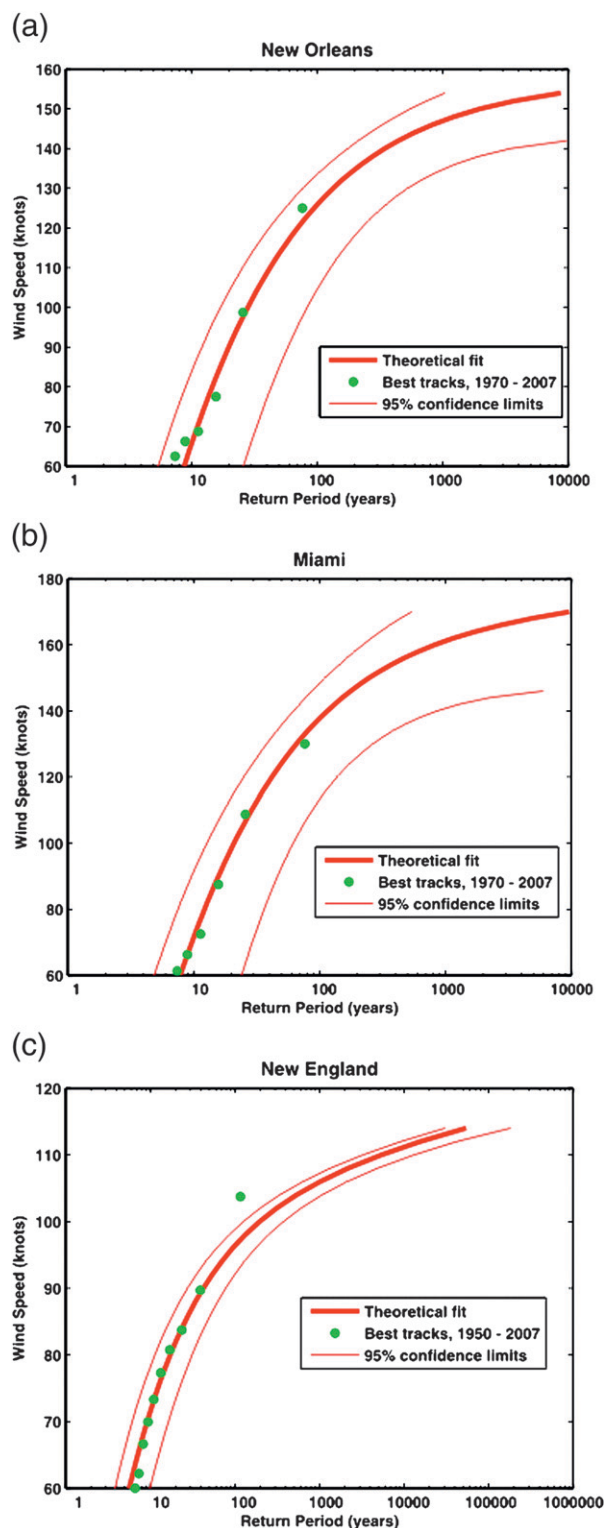 (a)
New Orleans
160
150
140
130
120
110
100
90
80
70
60
Wind Speed (knots)
Theoretical fit
Best tracks, 1970 - 2007
95% confidence limits
1 10 100 1000 10000
Return Period (years)
(b)
Miami
180
160
140
120
100
80
60
Wind Speed (knots)
Theoretical fit
Best tracks, 1970 - 2007
95% confidence limits
1 10 100 1000 10000
Return Period (years)
(c)
New England
120
110
100
90
80
70
60
Wind Speed (knots)
Theoretical fit
Best tracks, 1950 - 2007
95% confidence limits
1 10 100 1000 10000 100000 1000000
Return Period (years)